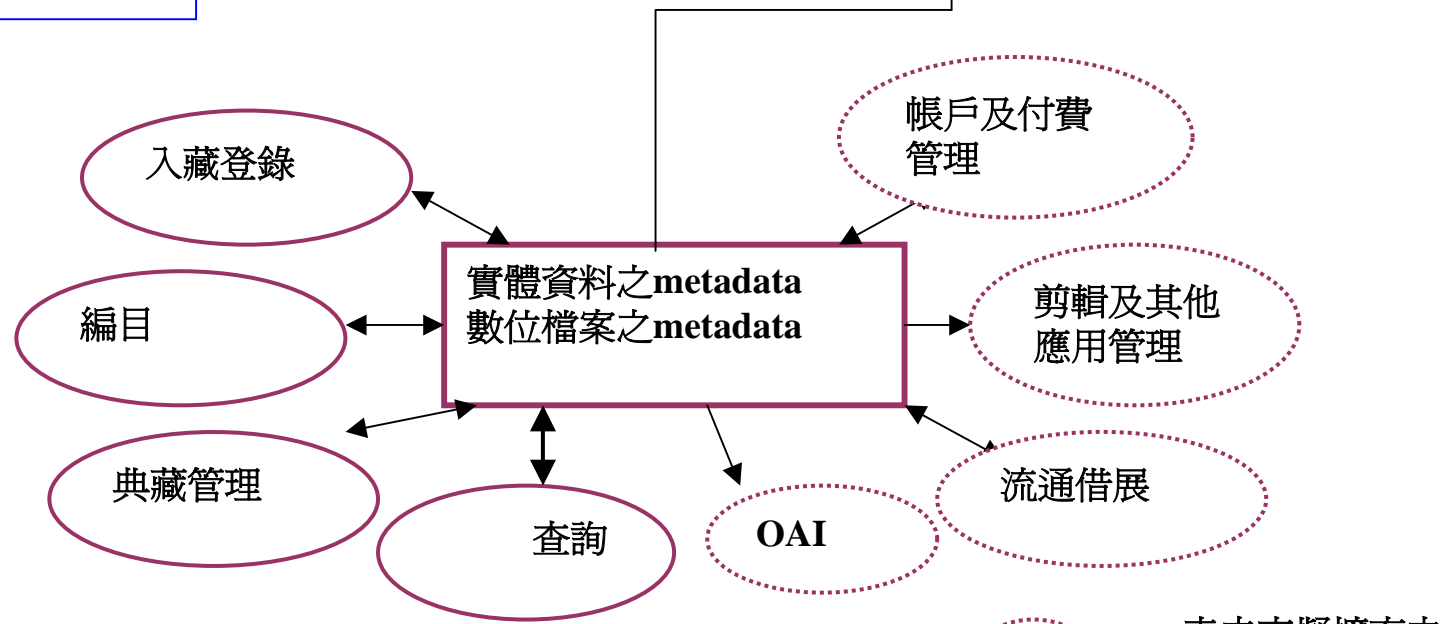 帳戶及付費
管理
入藏登錄
實體資料之metadata
數位檔案之metadata
剪輯及其他
應用管理
編目
典藏管理
流通借展
查詢
OAI